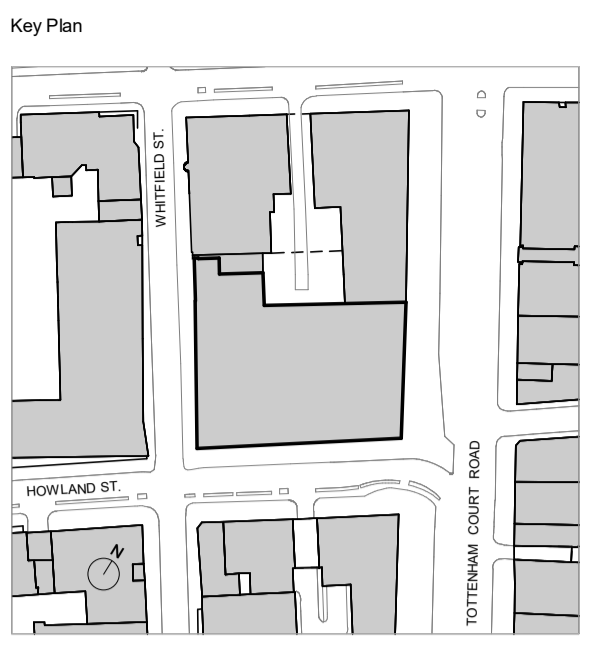 Key Plan
WHITFIELD ST.
HOWLAND ST.
TOTTENHAM COURT ROAD
N